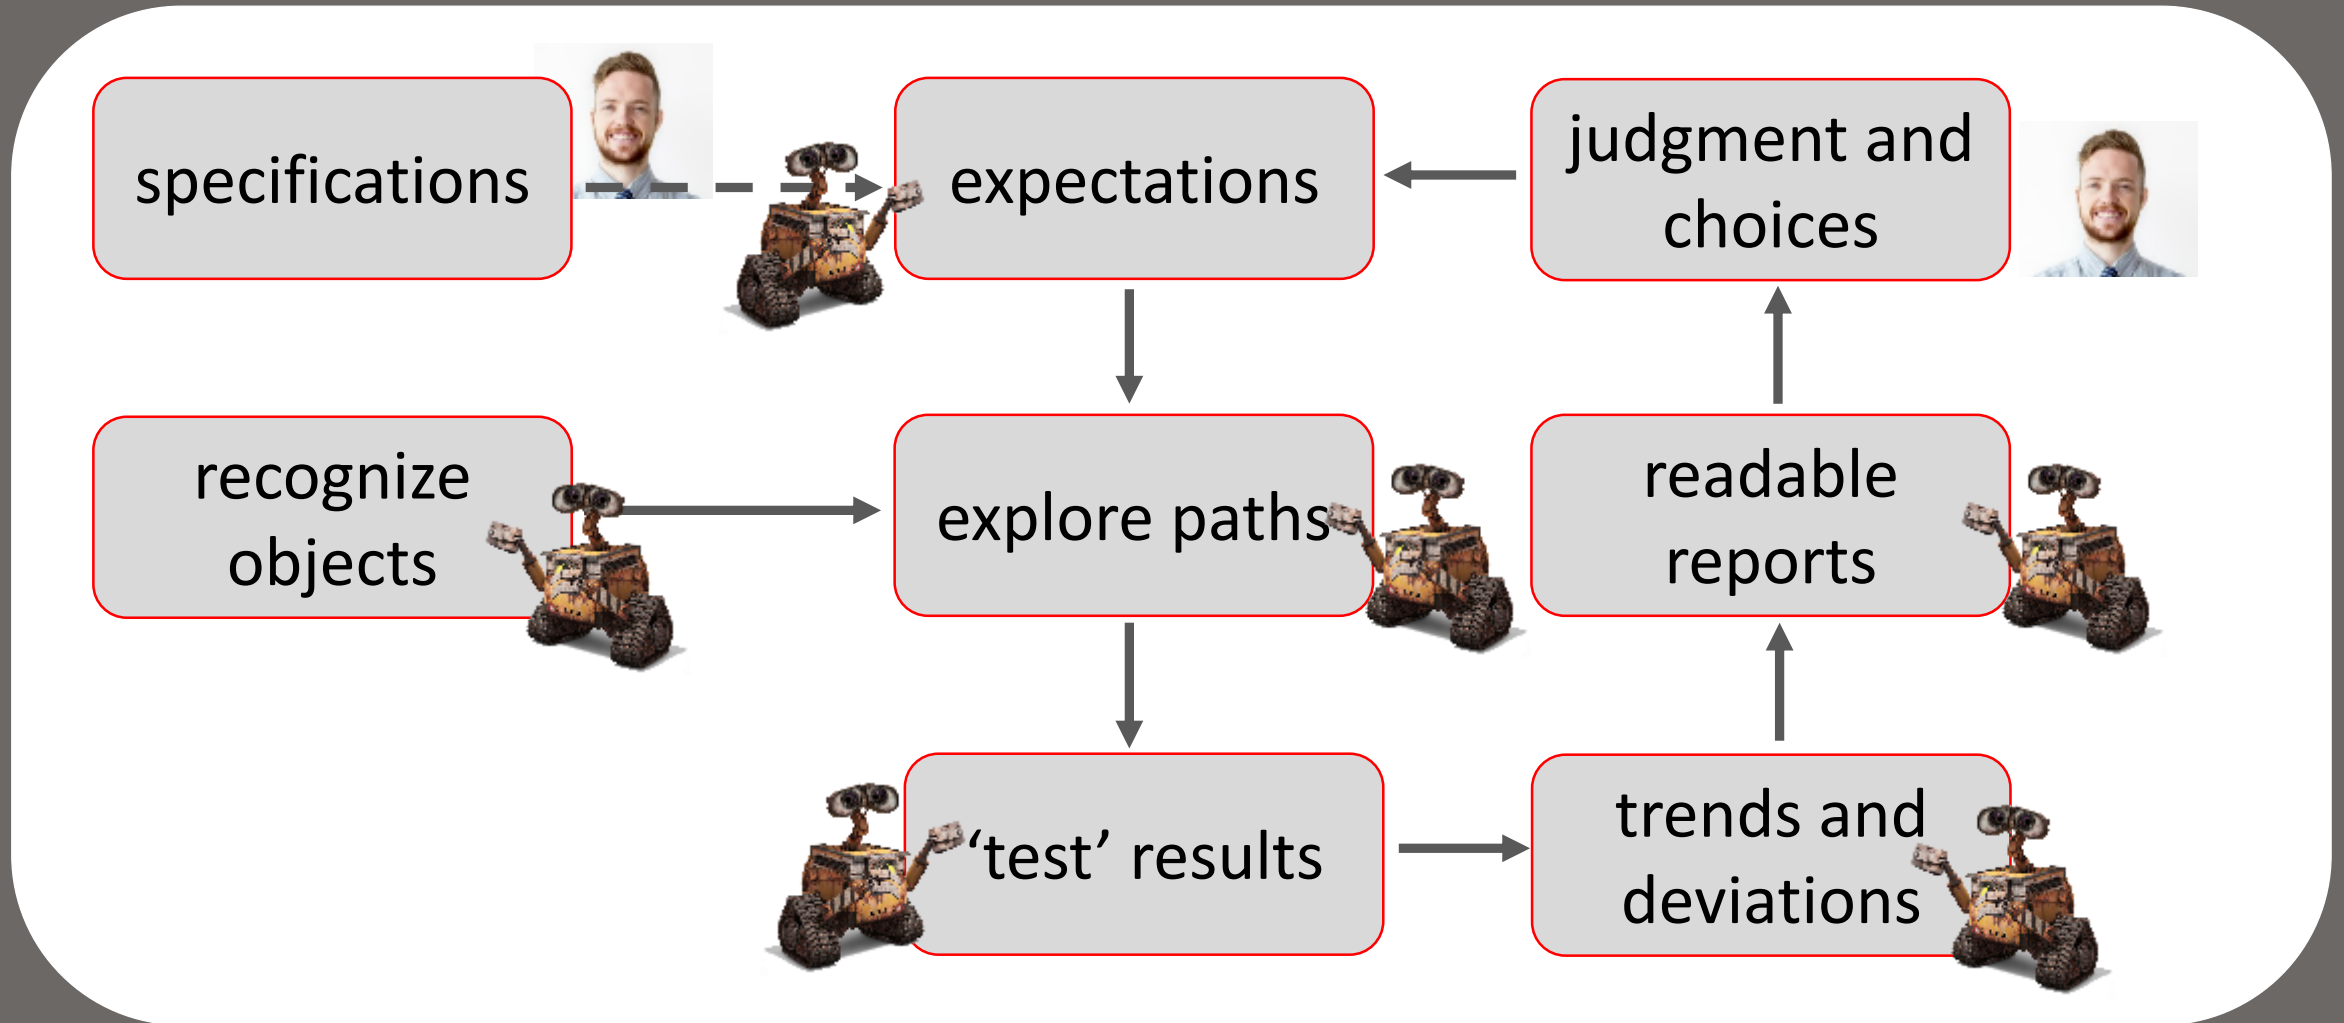 specifications
expectations
judgment and
choices
recognize
objects
explore paths
readable
reports
‘test’ results
trends and
deviations